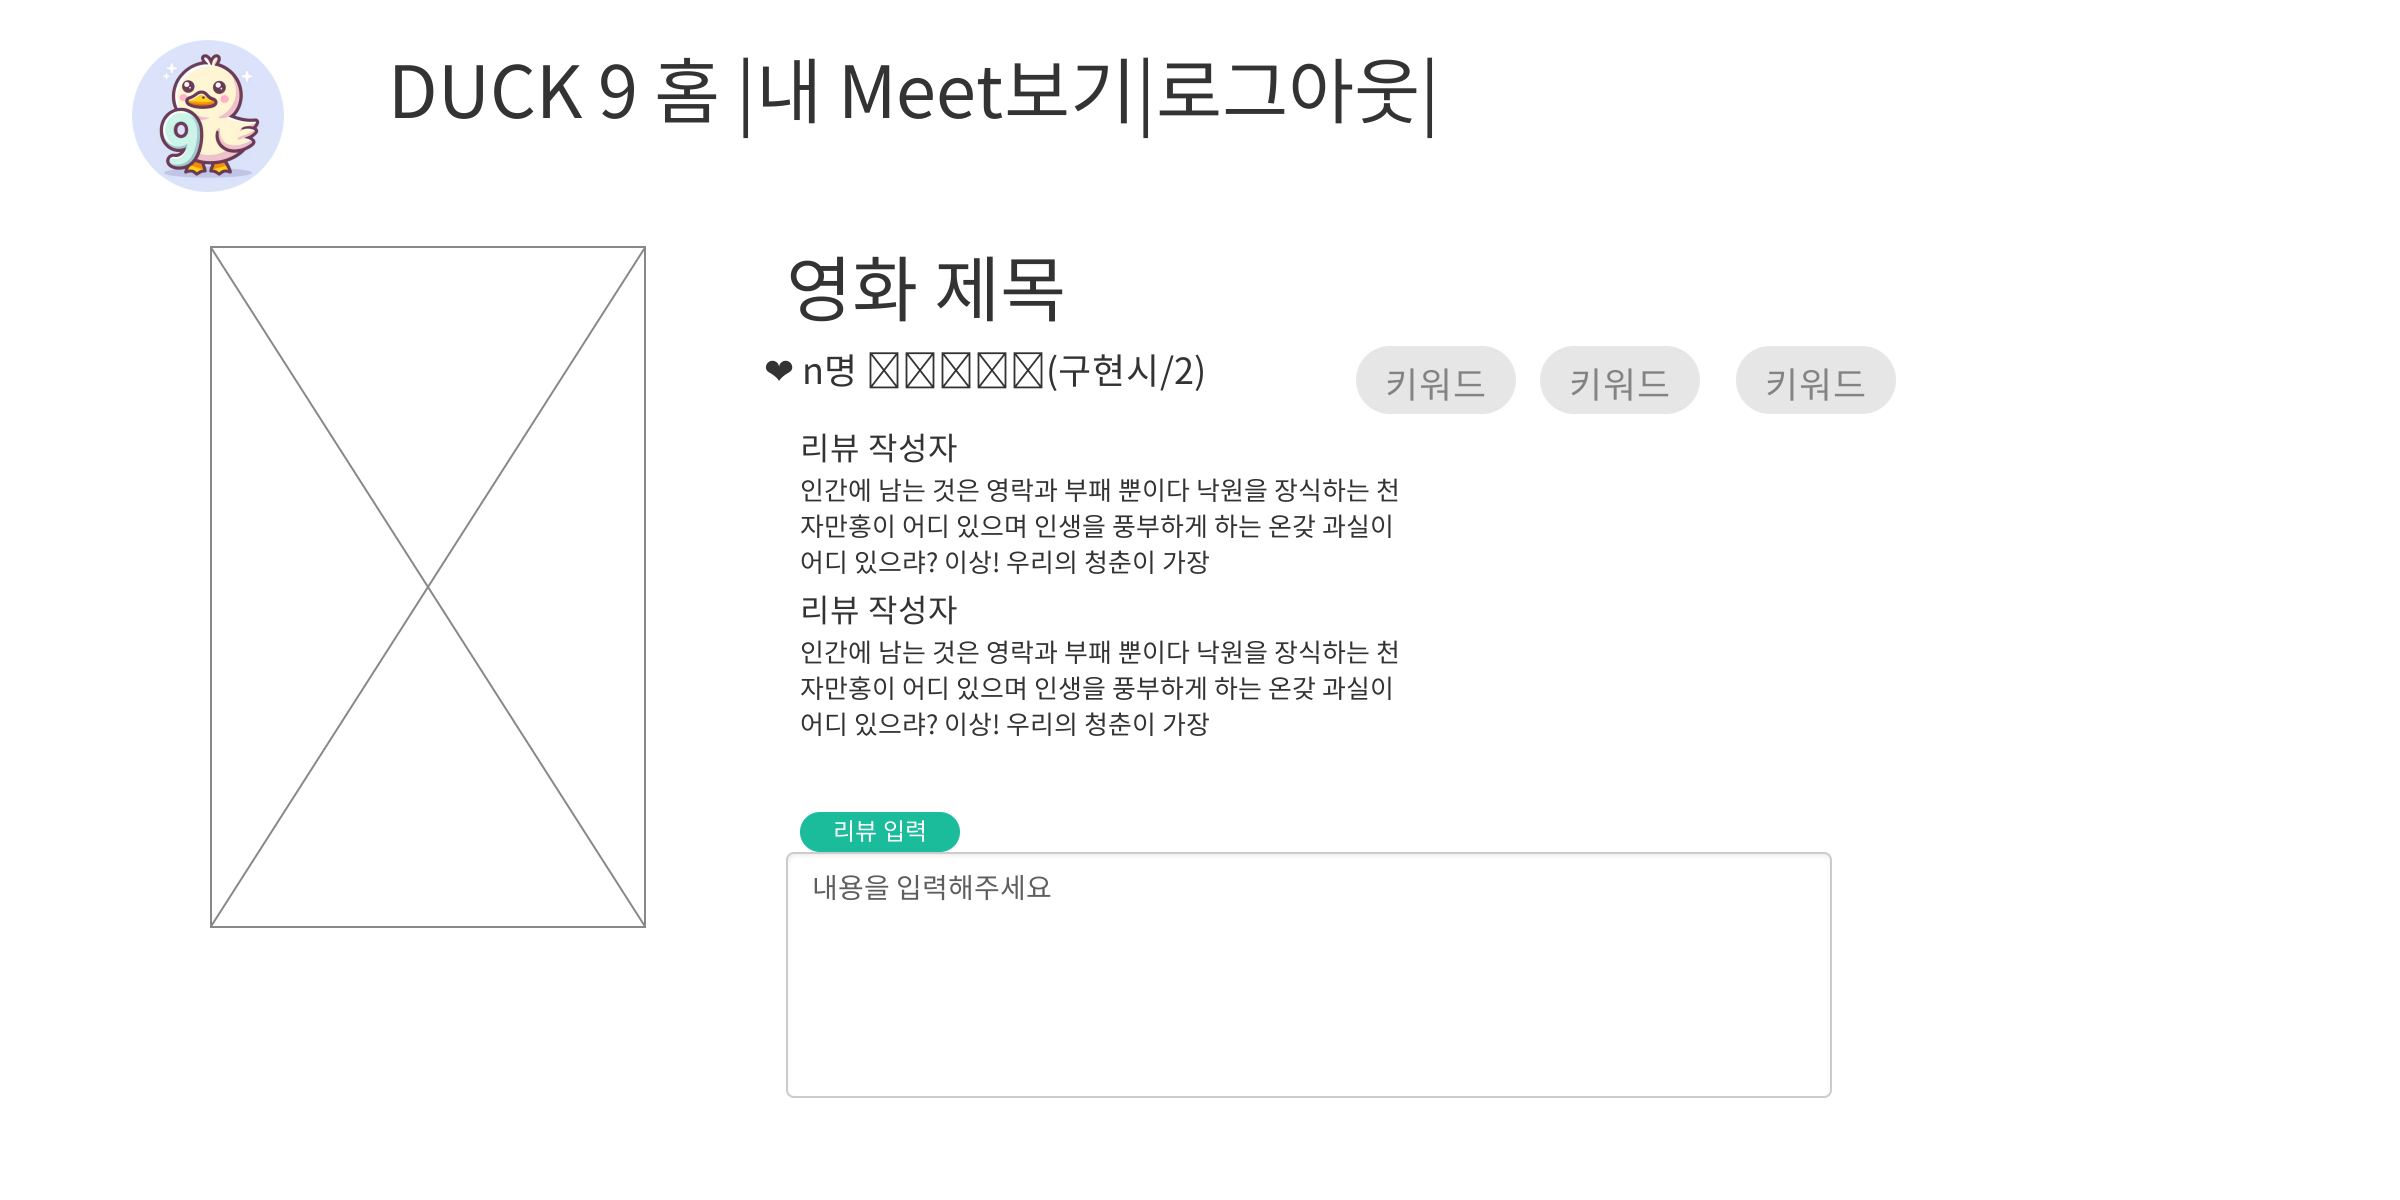 DUCK 9 홈 |내 Meet보기|로그아웃|
9
영화 제목
❤ n명 (구현시/2)
키워드 키워드 키워드
리뷰 작성자
인간에 남는 것은 영락과 부패 뿐이다 낙원을 장식하는 천
자만홍이 어디 있으며 인생을 풍부하게 하는 온갖 과실이
어디 있으랴? 이상! 우리의 청춘이 가장
리뷰 작성자
인간에 남는 것은 영락과 부패 뿐이다 낙원을 장식하는 천
자만홍이 어디 있으며 인생을 풍부하게 하는 온갖 과실이
어디 있으랴? 이상! 우리의 청춘이 가장
리뷰 입력
내용을 입력해주세요